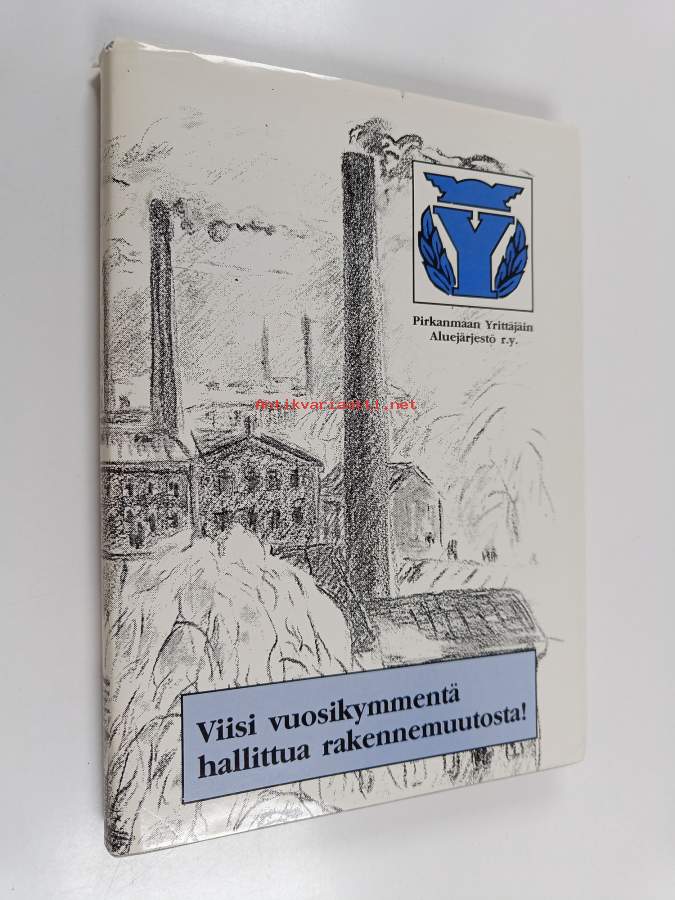 Pirkanmaan Yrittäjäin
Aluejärjestö r.y.
antikvariaatti.net
Viisi vuosikymmentä
hallittua rakennemuutosta!